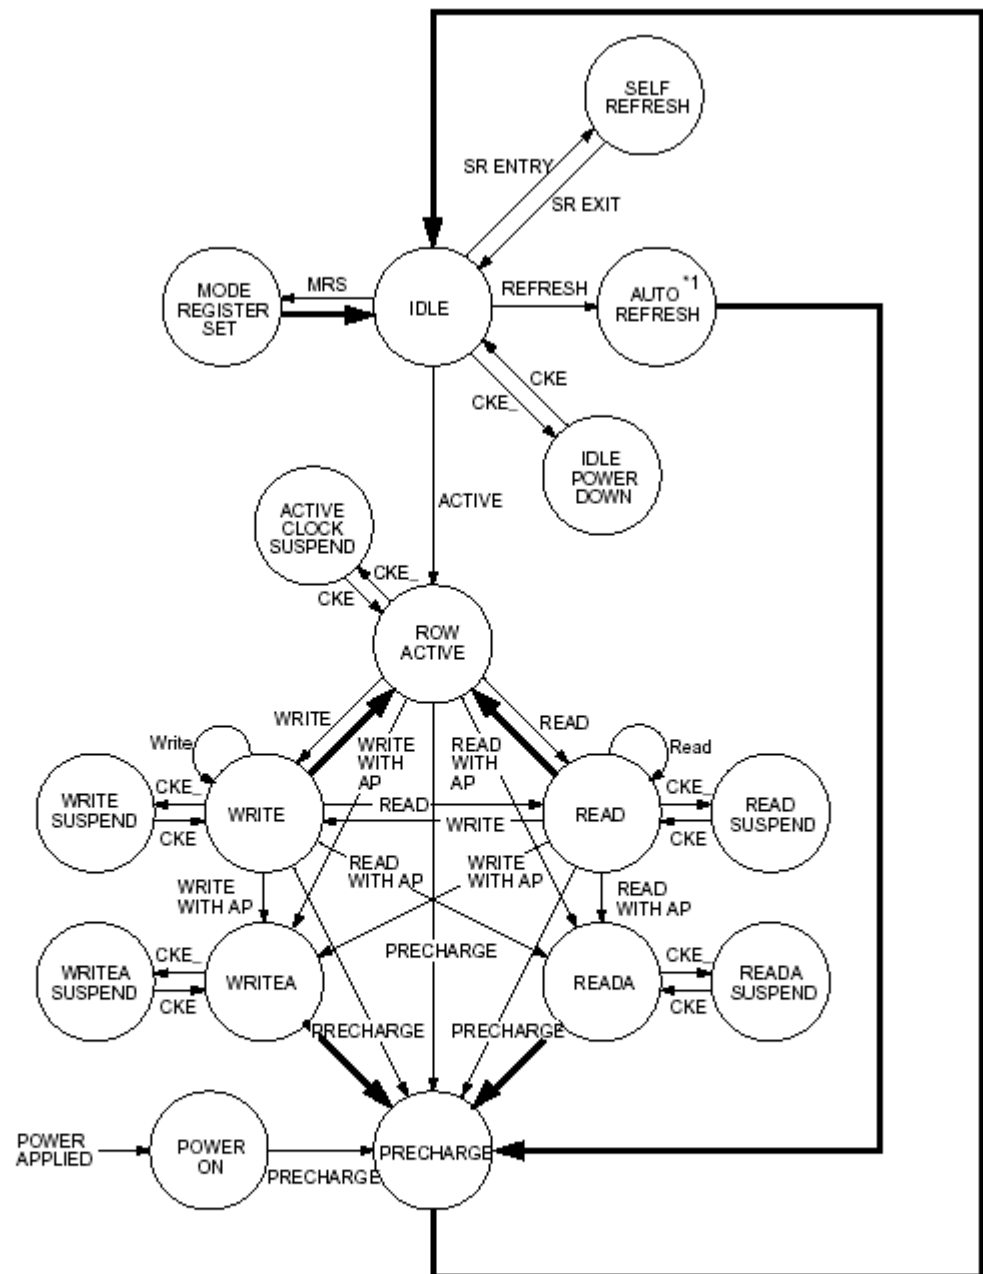 SELF
REFRESH
SR ENTRY
SR EXIT
MODE
REGISTER
SET
MRS
IDLE
REFRESH
AUTO *1
REFRESH
CKE
CKE_
IDLE
POWER
DOWN
ACTIVE
ACTIVE
CLOCK
SUSPEND
CKE_
CKE
ROW
ACTIVE
WRITE
WRITE
WITH
AP
READ
WITH
AP
READ
Write
Read
WRITE
SUSPEND
CKE_
CKE
WRITE
READ
WRITE
READ
CKE_
CKE
READ
SUSPEND
WRITE
WITH AP
READ
WITH AP
WRITE
WITH AP
READ
WITH AP
WRITEA
SUSPEND
CKE_
CKE
WRITEA
PRECHARGE
READA
CKE_
CKE
READA
SUSPEND
PRECHARGE
PRECHARGE
POWER
APPLIED
POWER
ON
PRECHARGE
PRECHARGE